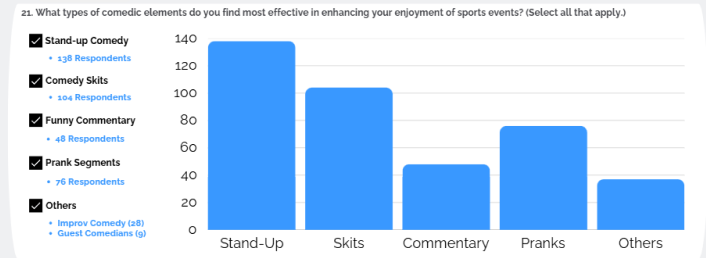 21. What types of comedic elements do you find most effective in enhancing your enjoyment of sports events? (Select all that apply.)
Stand-up Comedy
• 138 Respondents
Comedy Skits
• 104 Respondents
Funny Commentary
• 48 Respondents
Prank Segments
• 76 Respondents
Others
• Improv Comedy (28)
• Guest Comedians (9)
140
120
100
80
60
40
20
0
Stand-Up Skits Commentary Pranks Others